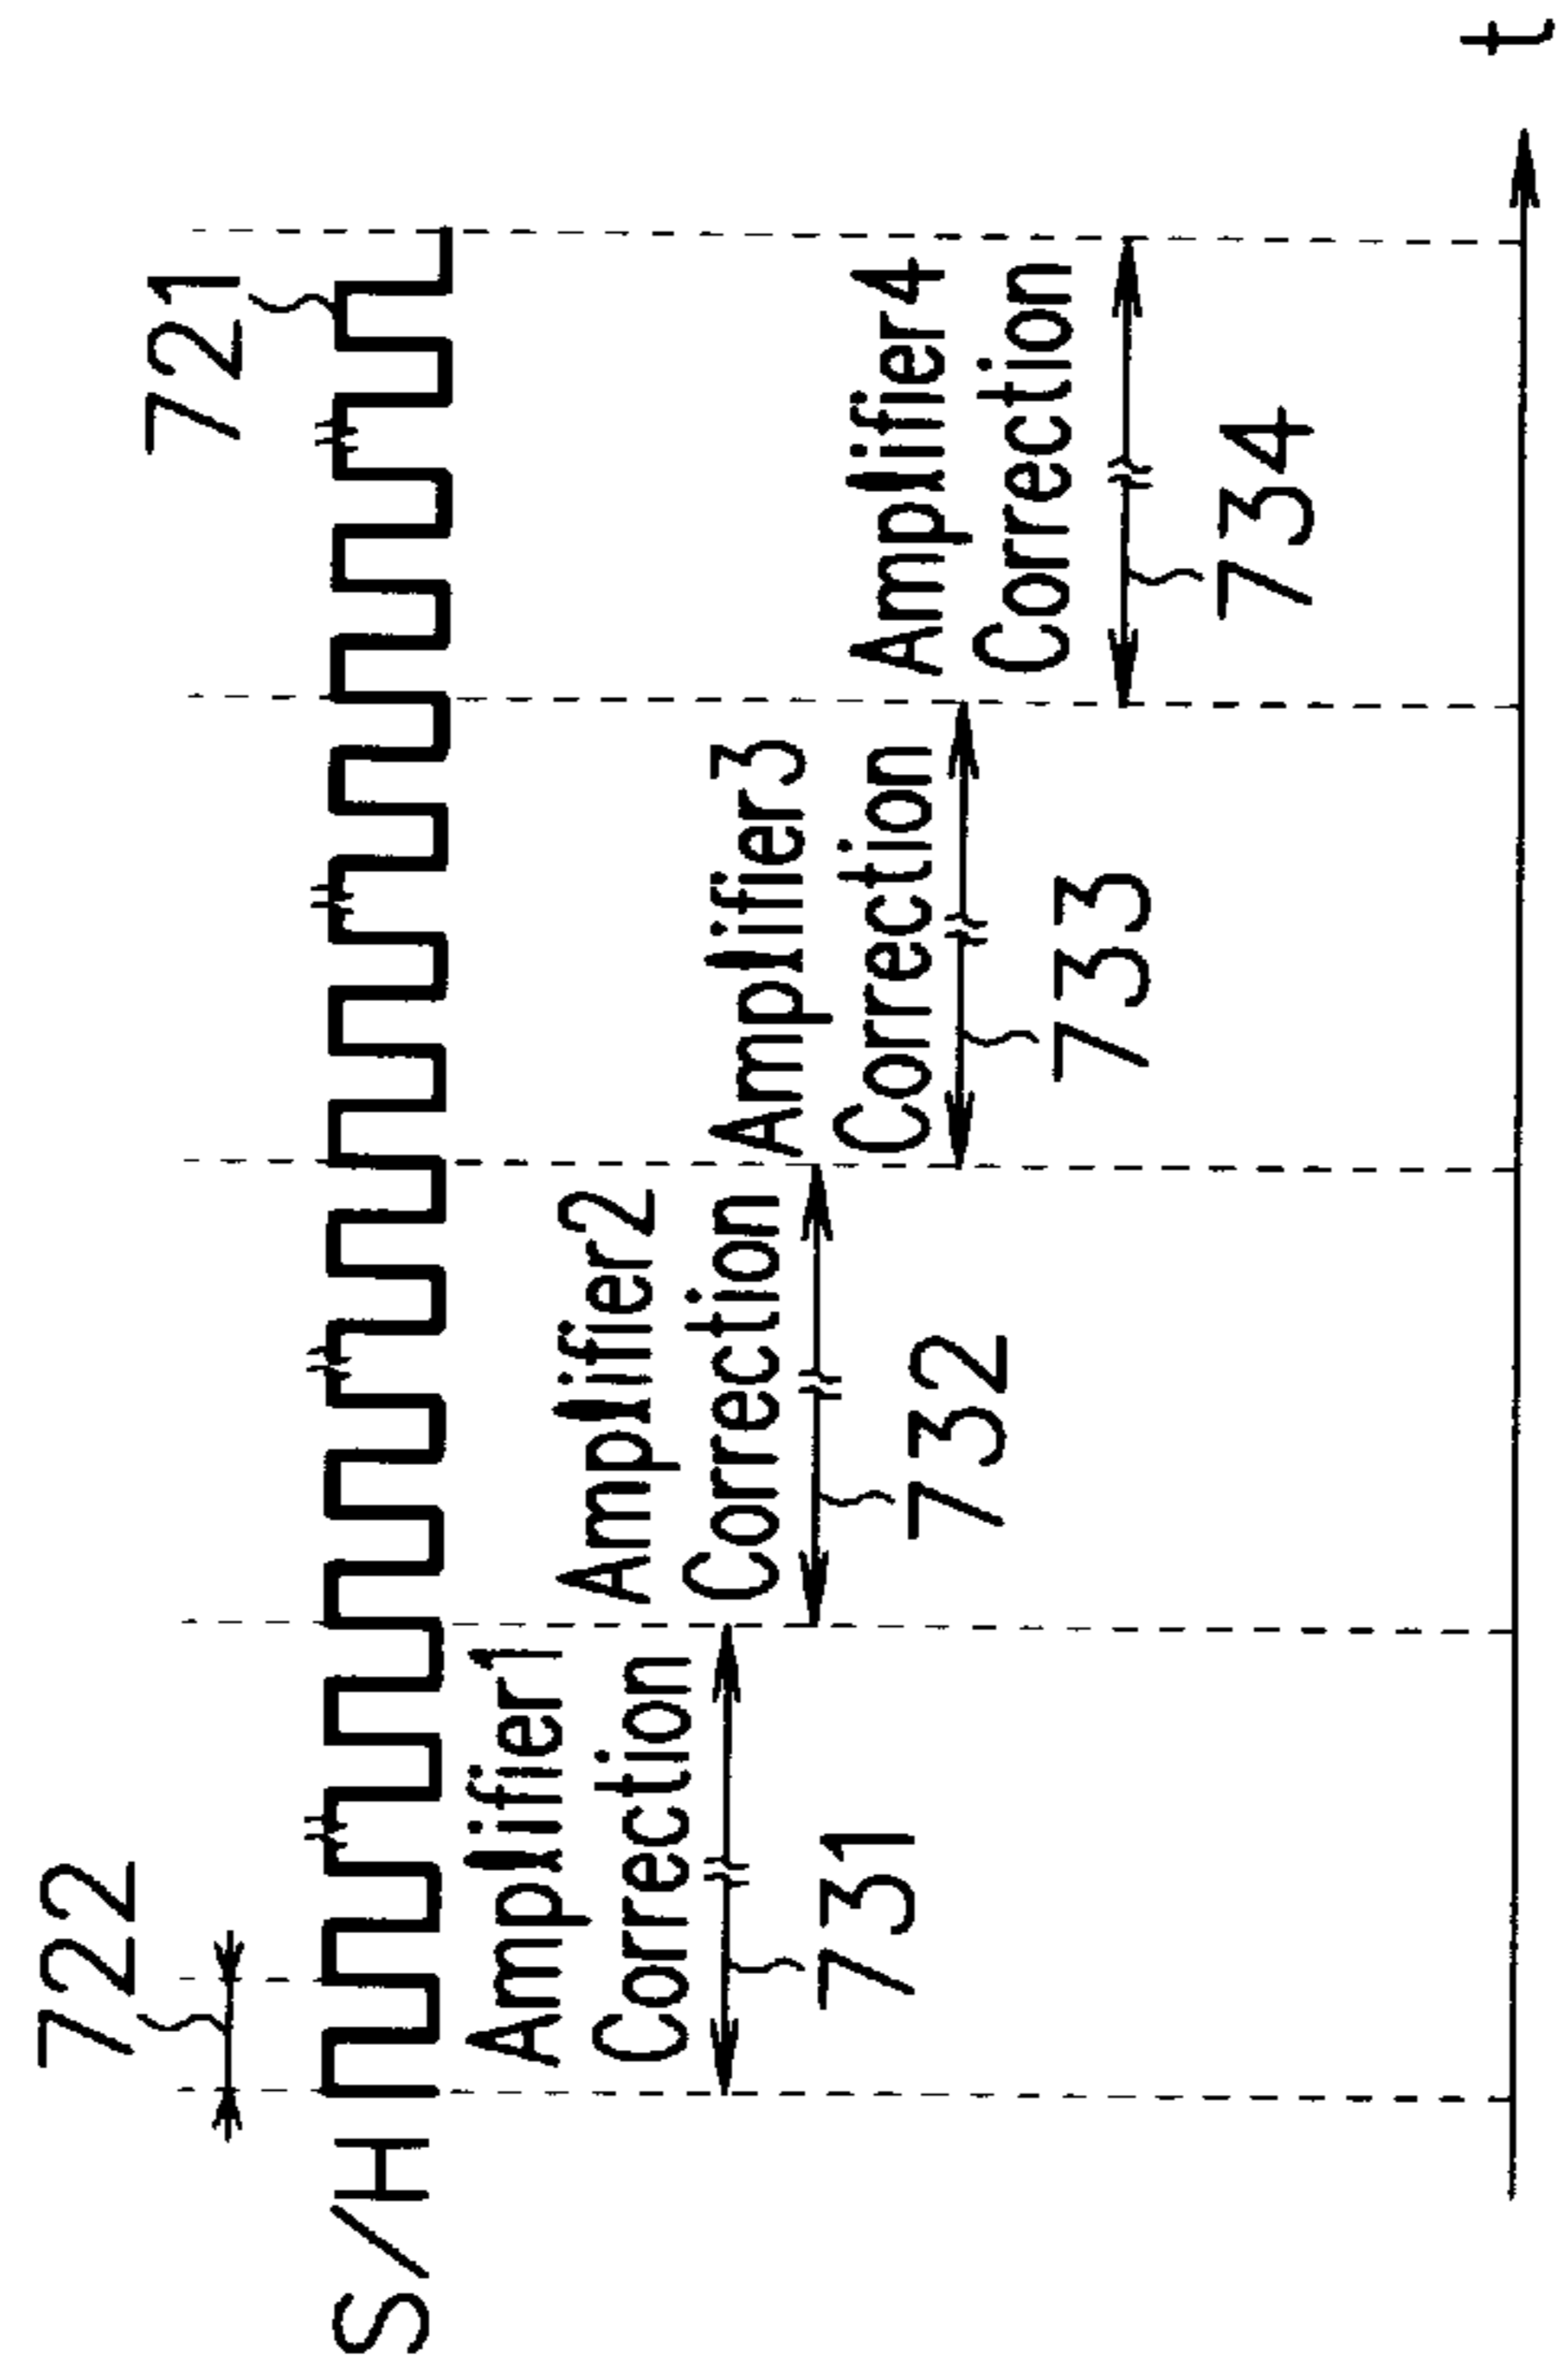 722
721
S/H
Amplifier1
Correction
731
Amplifier2
Correction
732
Amplifier3
Correction
733
Amplifier4
Correction
734
t